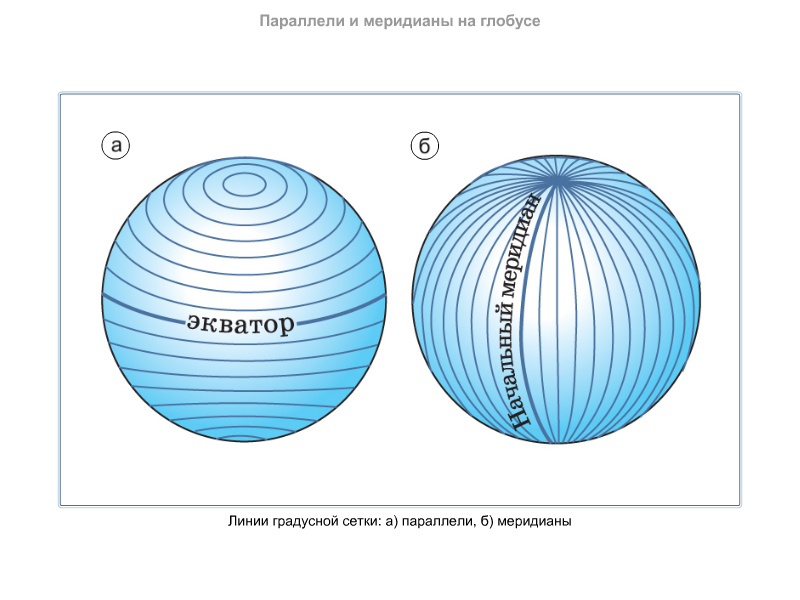 Параллели и меридианы на глобусе
а
б
экватор
Начальный меридиан
Линии градусной сетки: а) параллели, б) меридианы